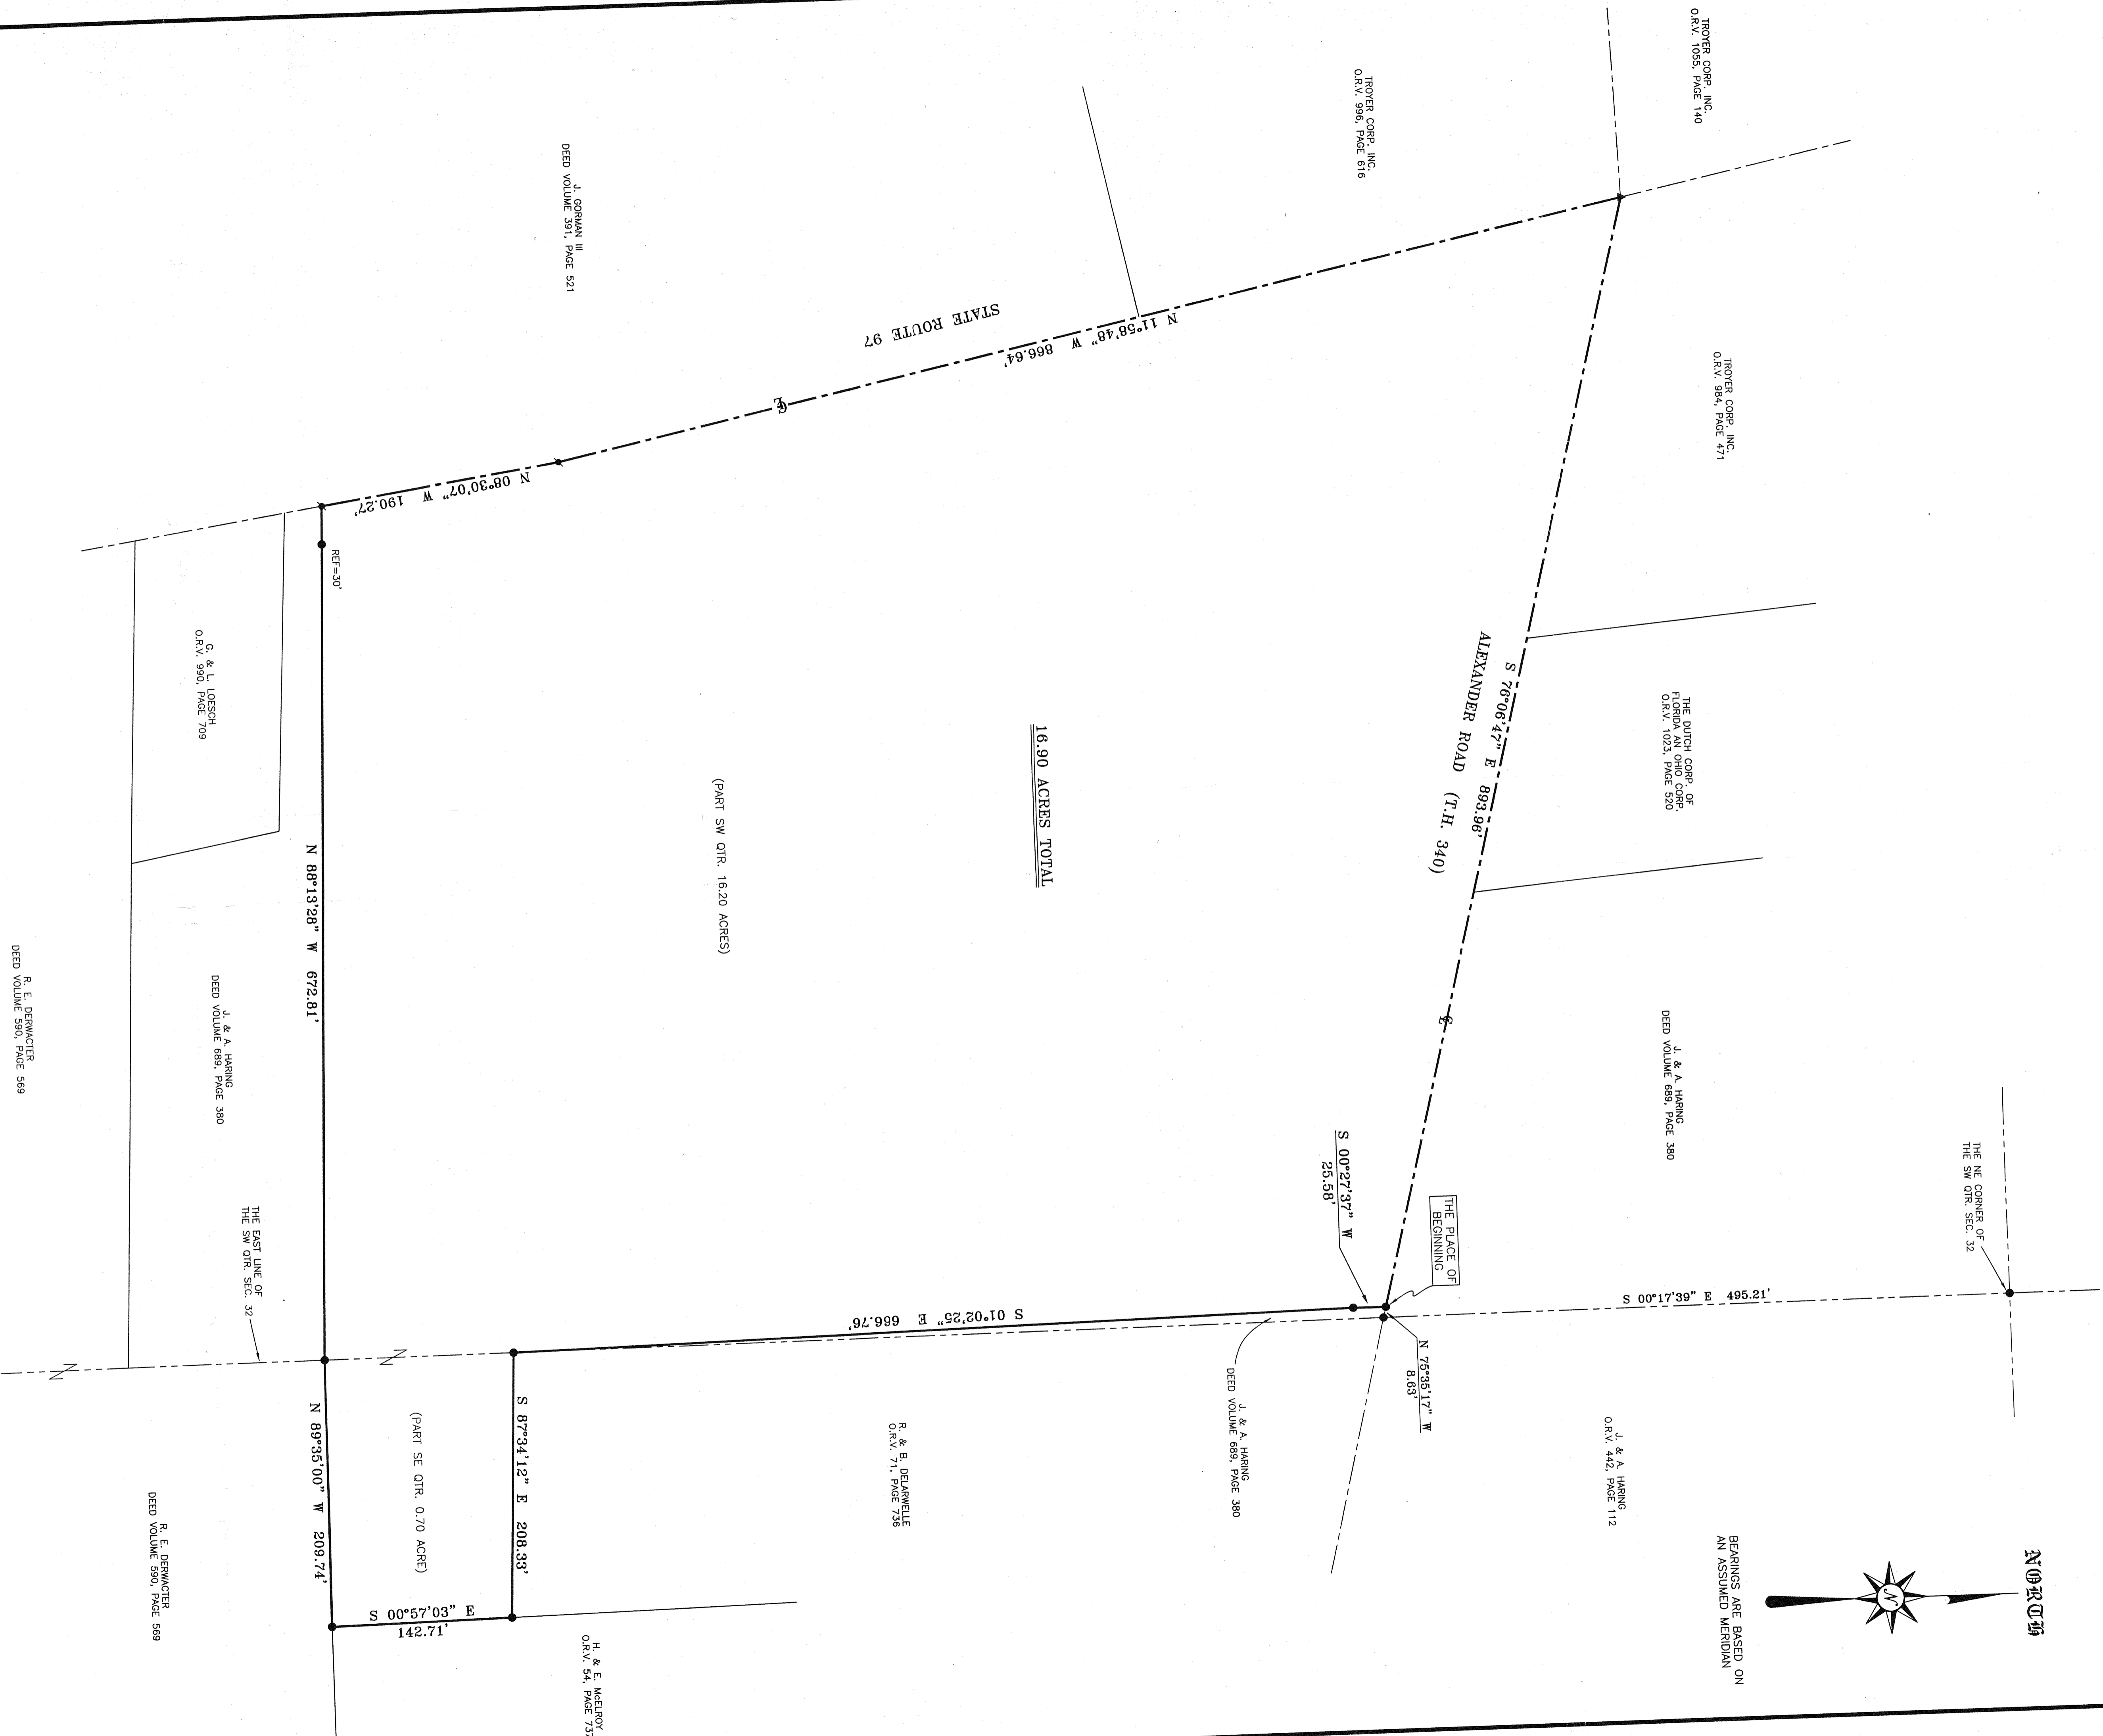 TROYER CORP. INC.
O.R.V. 1055, PAGE 140
TROYER CORP. INC.
O.R.V. 996, PAGE 616
TROYER CORP. INC.
O.R.V. 984, PAGE 471
THE DUTCH CORP. OF
FLORIDA AN OHIO CORP.
O.R.V. 1023, PAGE 520
J. & A. HARING
DEED VOLUME 689, PAGE 380
THE NE CORNER OF
THE SW QTR. SEC. 32
NORTH
N
BEARINGS ARE BASED ON
AN ASSUMED MERIDIAN
S 00°17'39" E 495.21'
J. & A. HARING
O.R.V. 442, PAGE 112
S 76°06'47" E 893.96'
ALEXANDER ROAD (T.H. 340)
℄
THE PLACE OF
BEGINNING
S 00°27'37" W
25.58'
N 75°35'17" W
8.63'
J. & A. HARING
DEED VOLUME 689, PAGE 380
STATE ROUTE 97
N 11°58'48" W 866.64'
℄
16.90 ACRES TOTAL
(PART SW QTR. 16.20 ACRES)
S 01°02'25" E 666.76'
R. & B. DELARWELLE
O.R.V. 71, PAGE 736
J. GORMAN III
DEED VOLUME 391, PAGE 521
N 08°30'07" W 190.27'
REF=30'
S 87°34'12" E 208.33'
H. & E. McELROY
O.R.V. 54, PAGE 737
(PART SE QTR. 0.70 ACRE)
S 00°57'03" E
142.71'
N 88°13'28" W 672.81'
N 89°35'00" W 209.74'
THE EAST LINE OF
THE SW QTR. SEC. 32
G. & L. LOESCH
O.R.V. 990, PAGE 709
J. & A. HARING
DEED VOLUME 689, PAGE 380
R. E. DERWACTER
DEED VOLUME 590, PAGE 569
R. E. DERWACTER
DEED VOLUME 590, PAGE 569